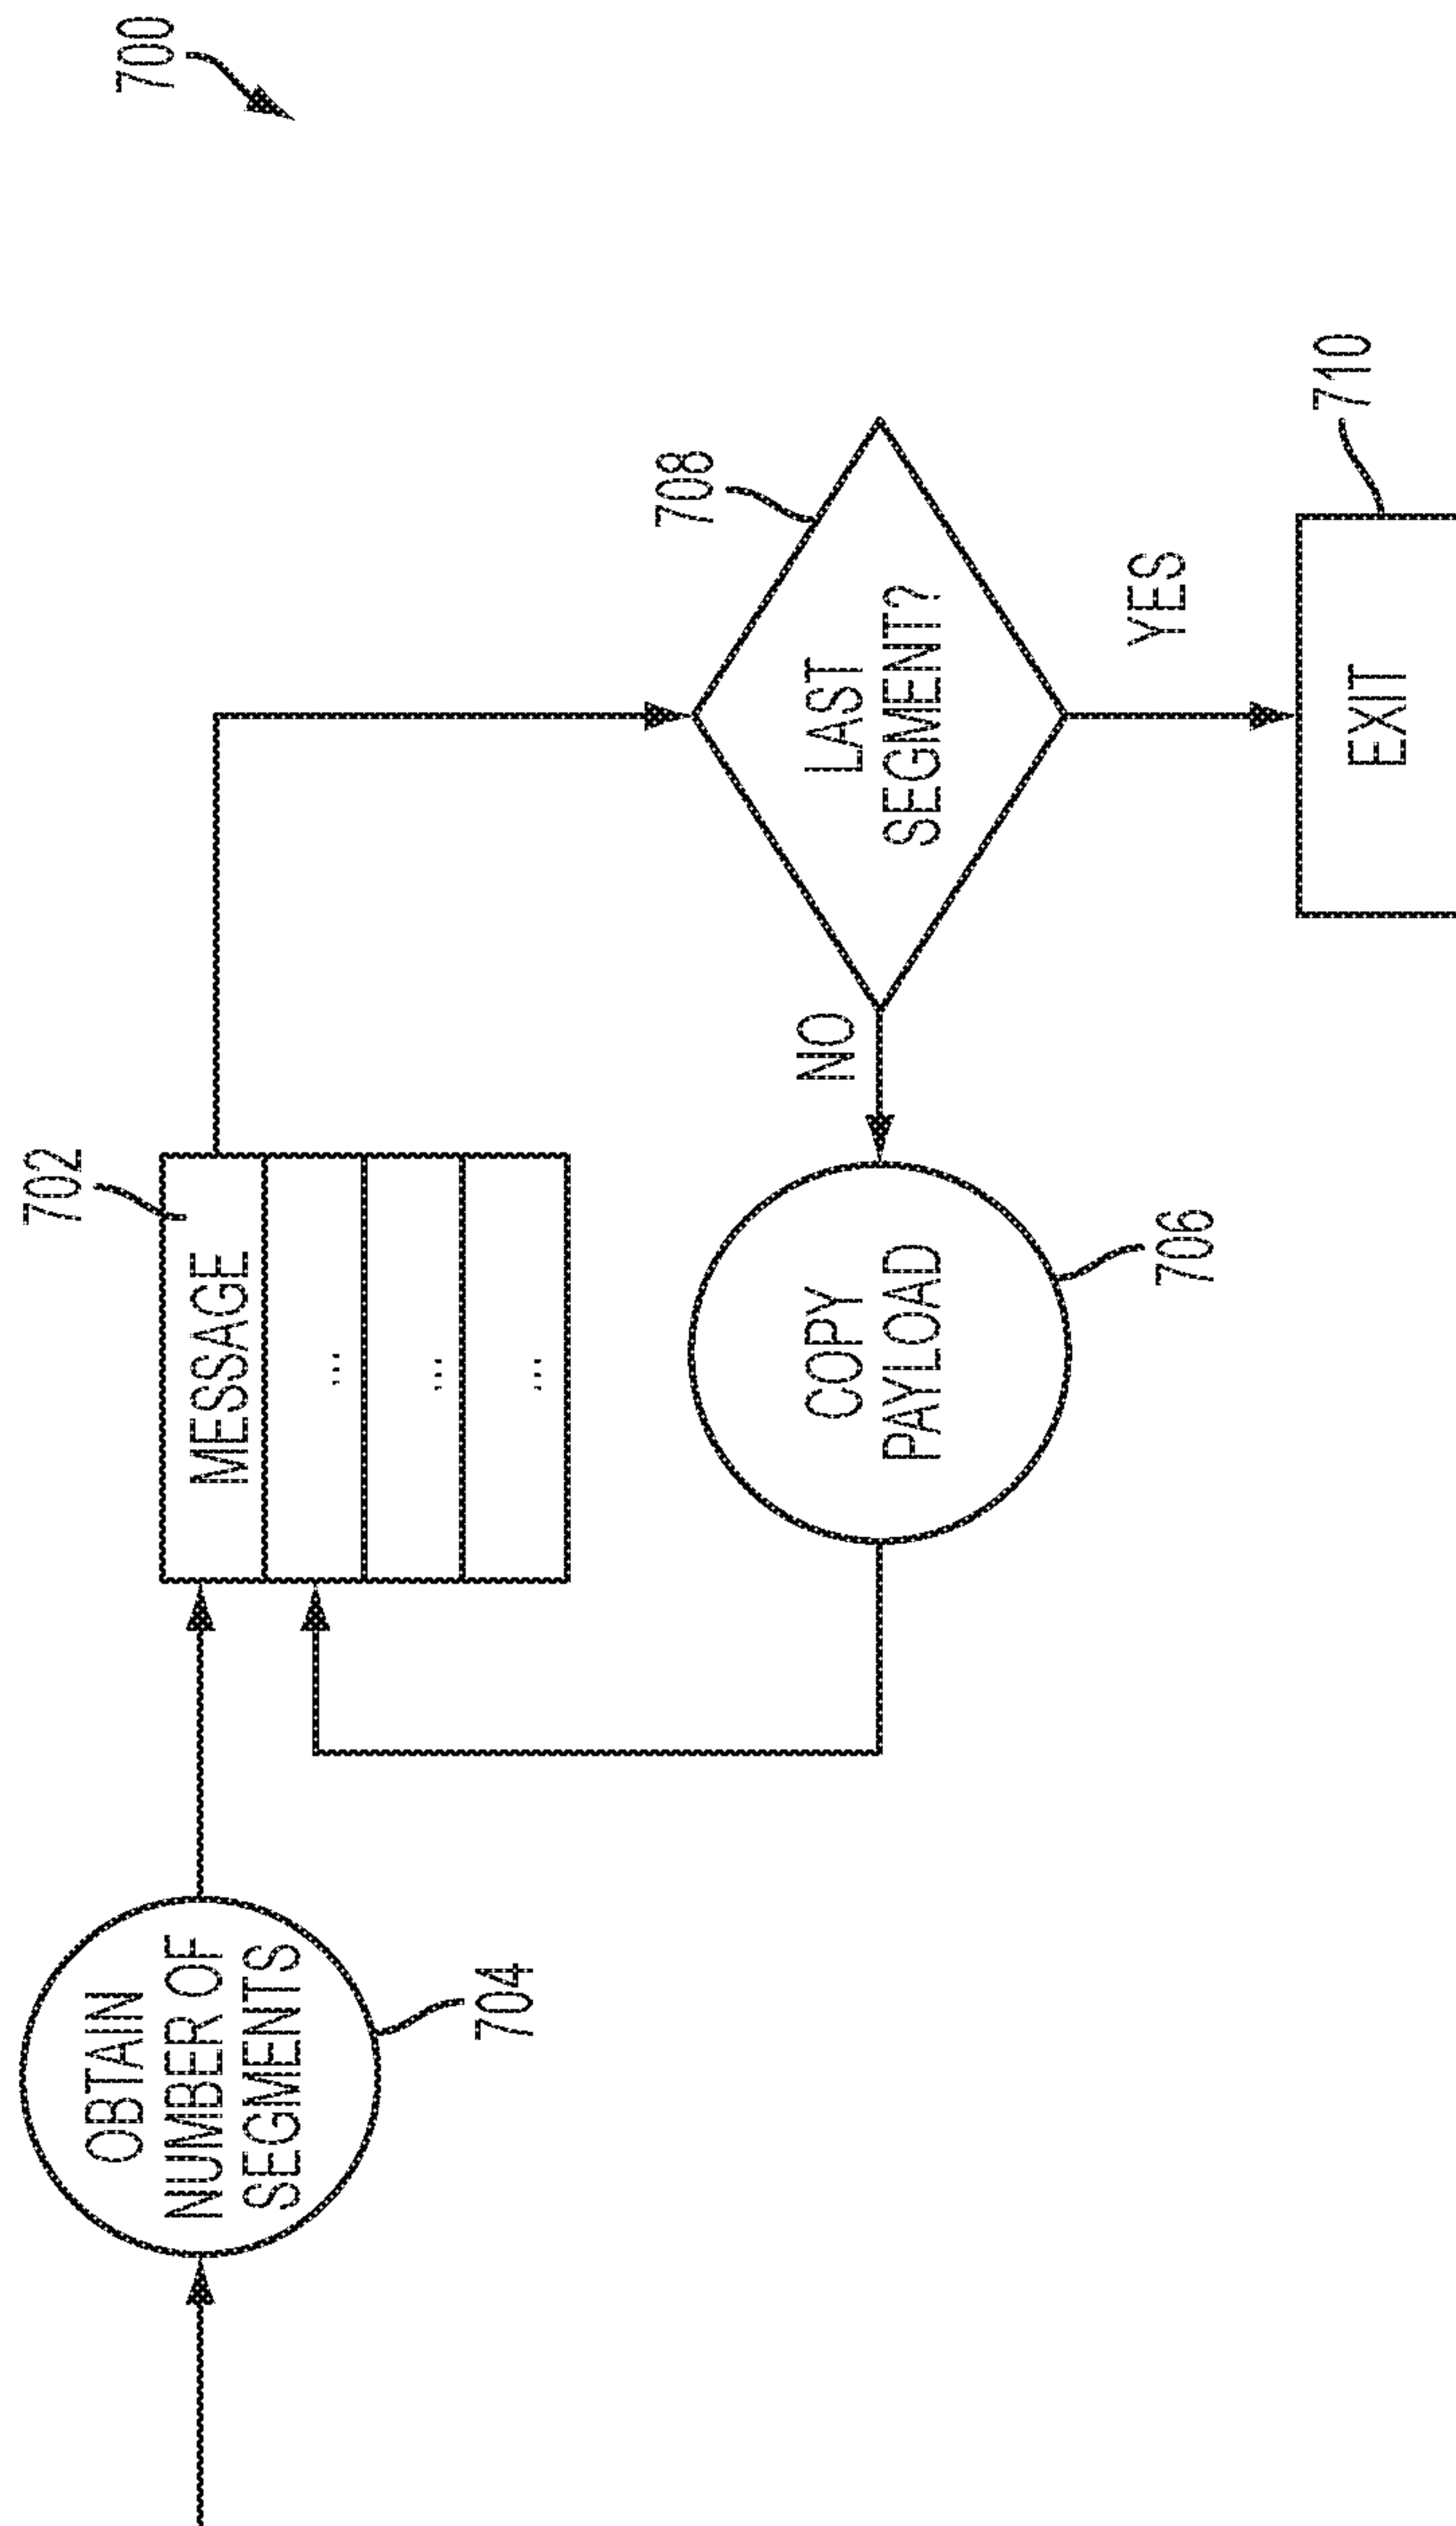 700
702
MESSAGE
...
...
...
OBTAIN
NUMBER OF
SEGMENTS
704
COPY
PAYLOAD
706
NO
LAST
SEGMENT?
708
YES
EXIT
710